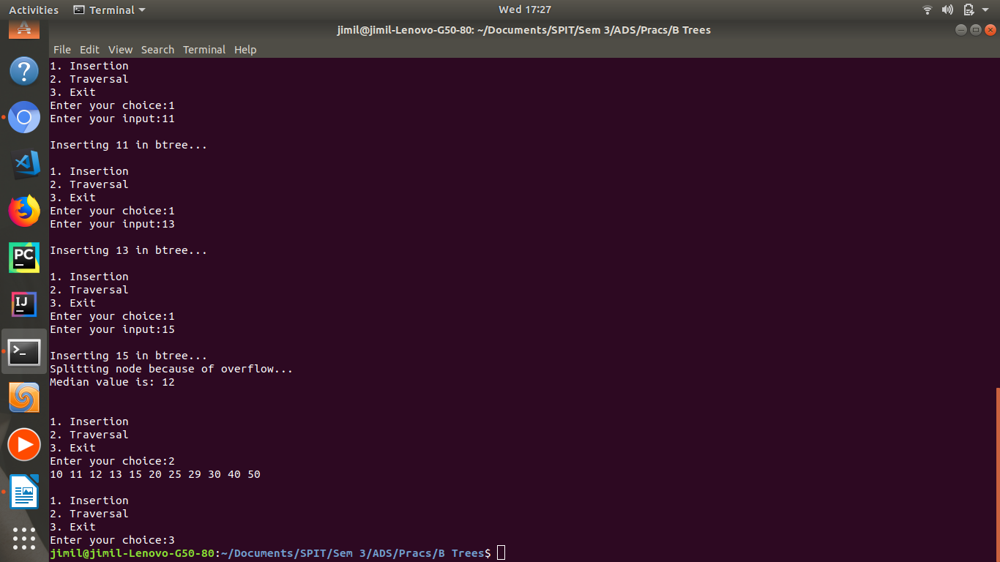 Activities Terminal Wed 17:27
jimil@jimil-Lenovo-G50-80: ~/Documents/SPIT/Sem 3/ADS/Pracs/B Trees
File Edit View Search Terminal Help
1. Insertion
2. Traversal
3. Exit
Enter your choice:1
Enter your input:11
Inserting 11 in btree...
1. Insertion
2. Traversal
3. Exit
Enter your choice:1
Enter your input:13
Inserting 13 in btree...
1. Insertion
2. Traversal
3. Exit
Enter your choice:1
Enter your input:15
Inserting 15 in btree...
Splitting node because of overflow...
Median value is: 12
1. Insertion
2. Traversal
3. Exit
Enter your choice:2
10 11 12 13 15 20 25 29 30 40 50
1. Insertion
2. Traversal
3. Exit
Enter your choice:3
jimil@jimil-Lenovo-G50-80:~/Documents/SPIT/Sem 3/ADS/Pracs/B Trees$
?
PC
IJ
>_